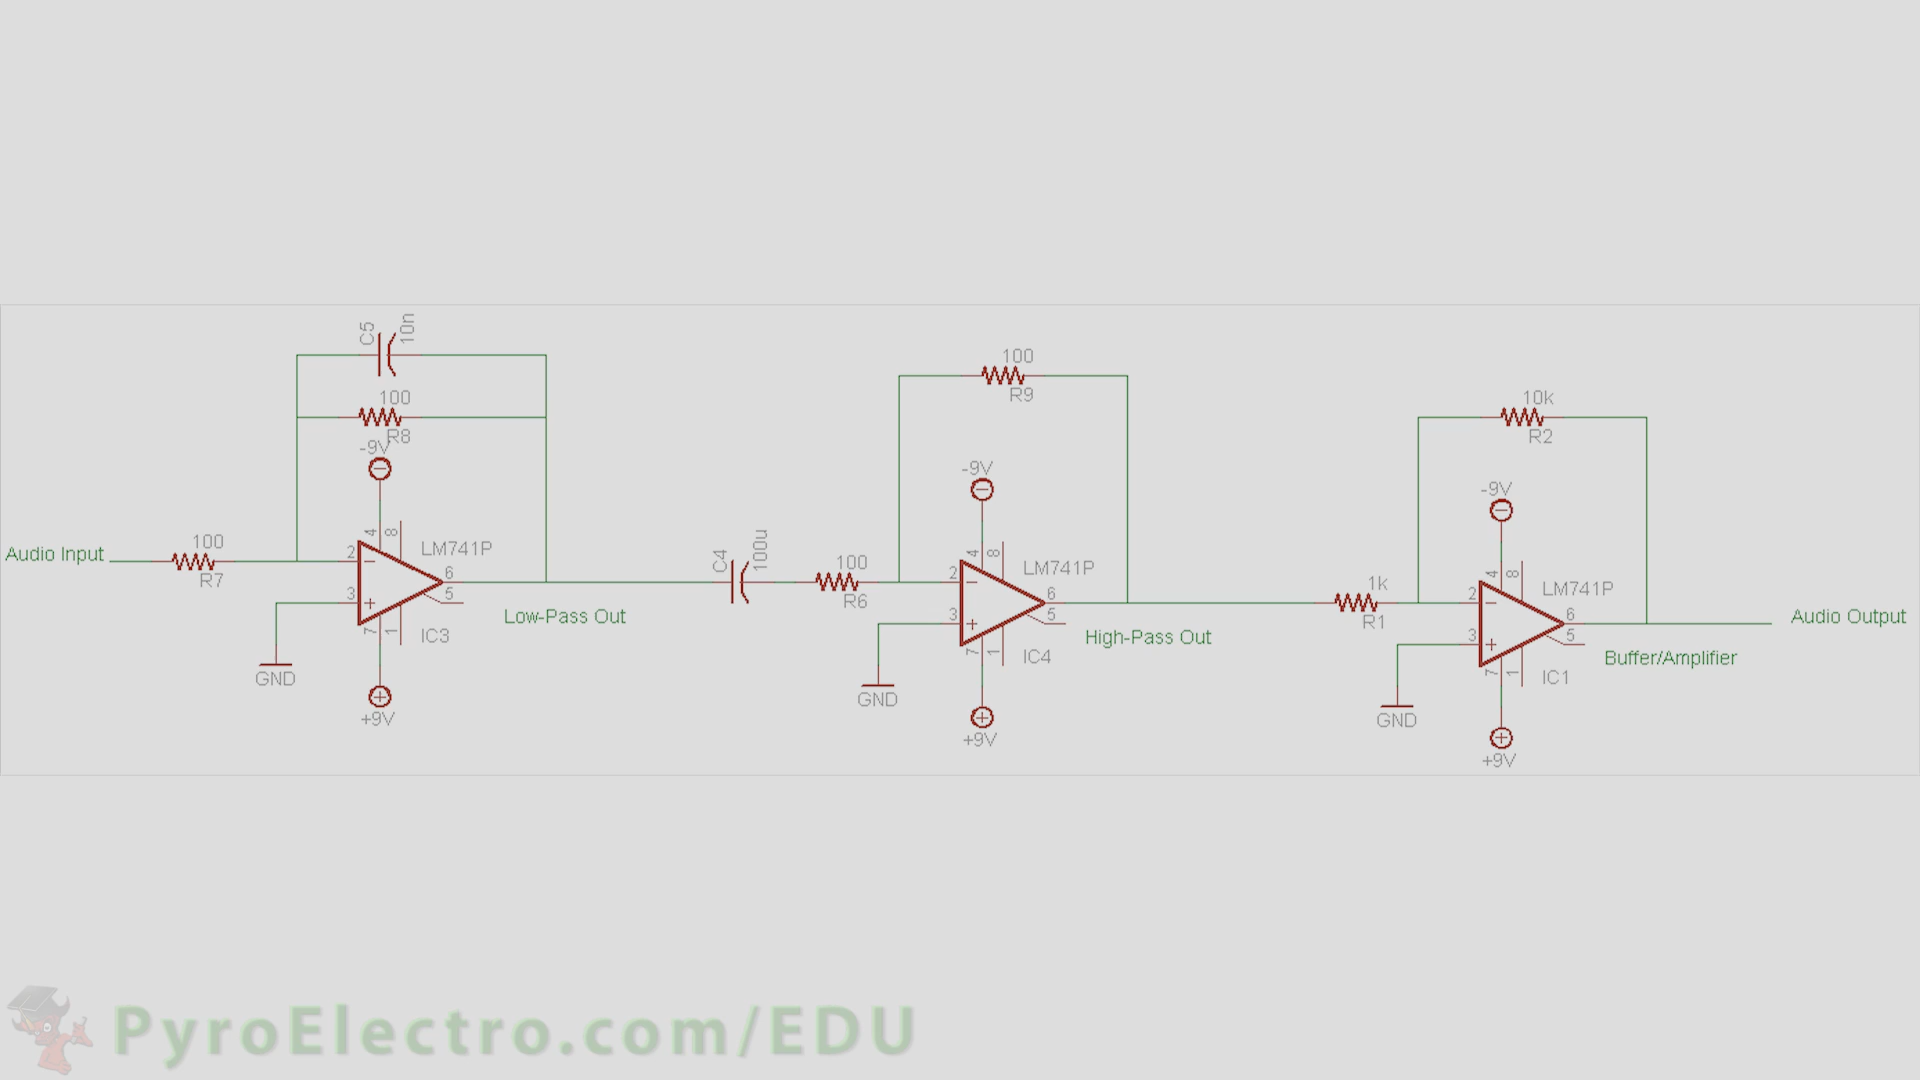 C5
10n
100
R8
-9V
4
8
Audio Input
100
R7
2
3
LM741P
6
5
7
1
IC3
Low-Pass Out
GND
+9V
C4
100u
100
R6
100
R9
-9V
4
8
2
3
LM741P
6
5
7
1
IC4
High-Pass Out
GND
+9V
1k
R1
10k
R2
-9V
4
8
2
3
LM741P
6
5
7
1
IC1
Buffer/Amplifier
Audio Output
GND
+9V
PyroElectro.com/EDU